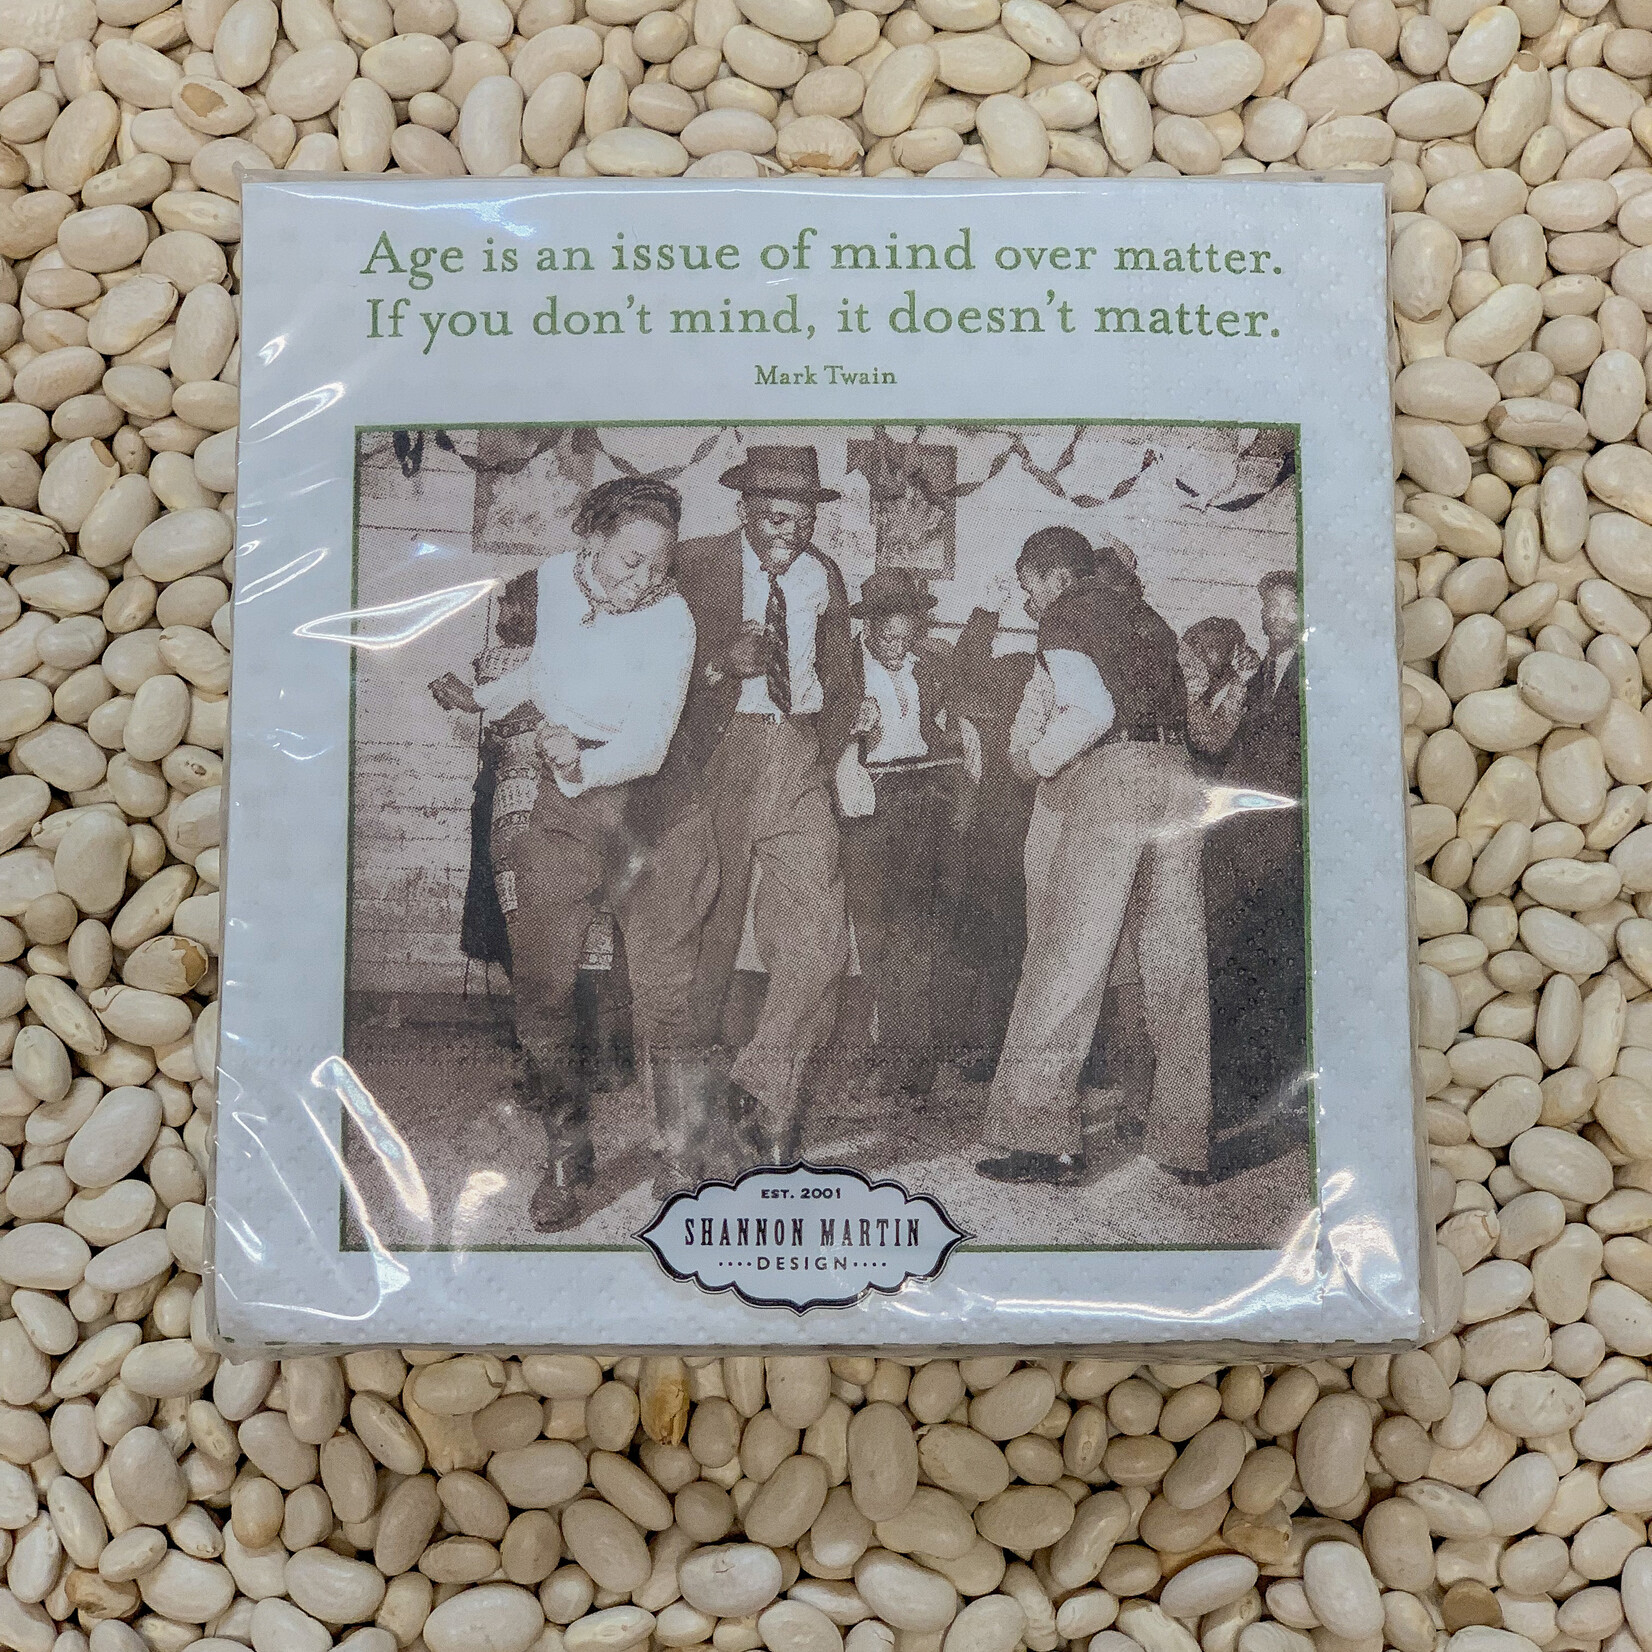 Age is an issue of mind over matter.
If you don't mind, it doesn't matter.
Mark Twain
EST. 2001
SHANNON MARTIN
····DESIGN····